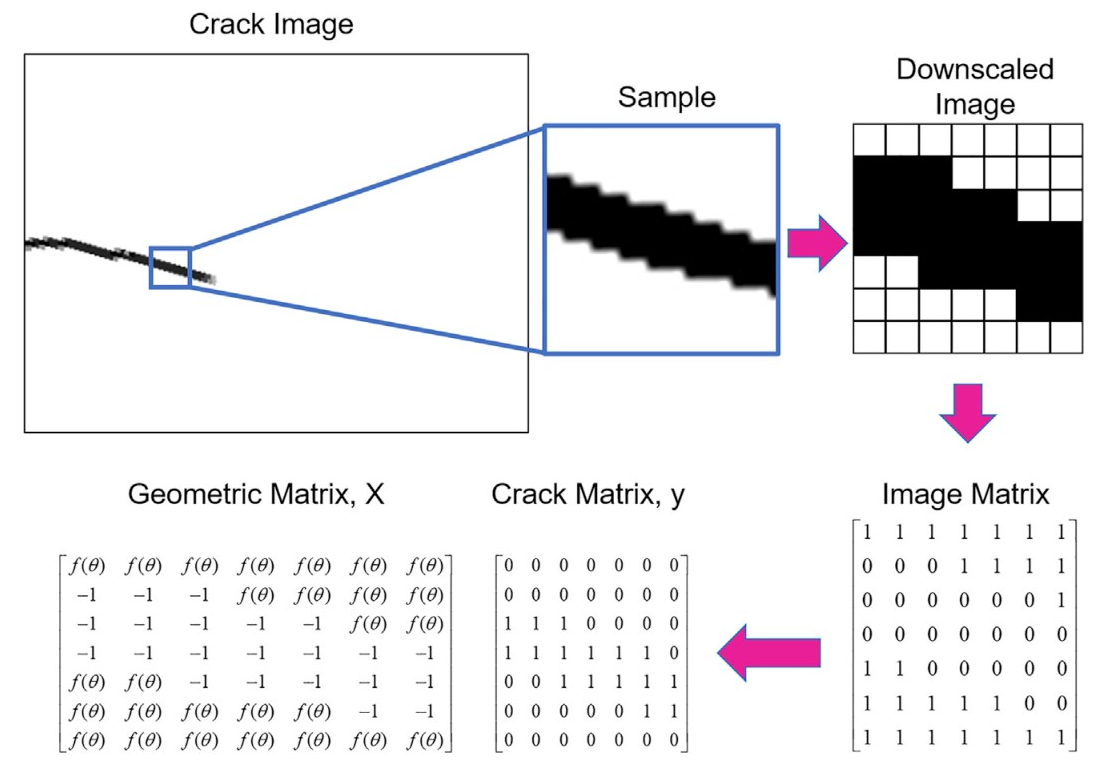 Crack Image
Sample
Downscaled
Image
Geometric Matrix, X
Crack Matrix, y
Image Matrix
f(θ) f(θ) f(θ) f(θ) f(θ) f(θ) f(θ)
−1 −1 −1 f(θ) f(θ) f(θ) f(θ)
−1 −1 −1 −1 −1 f(θ) f(θ)
−1 −1 −1 −1 −1 −1 −1
f(θ) f(θ) −1 −1 −1 −1 −1
f(θ) f(θ) f(θ) f(θ) f(θ) −1 −1
f(θ) f(θ) f(θ) f(θ) f(θ) f(θ) f(θ)
0 0 0 0 0 0 0
0 0 0 0 0 0 0
1 1 1 0 0 0 0
1 1 1 1 1 1 0
0 0 1 1 1 1 1
0 0 0 0 0 1 1
0 0 0 0 0 0 0
1 1 1 1 1 1 1
0 0 0 1 1 1 1
0 0 0 0 0 0 1
0 0 0 0 0 0 0
1 1 0 0 0 0 0
1 1 1 1 1 0 0
1 1 1 1 1 1 1